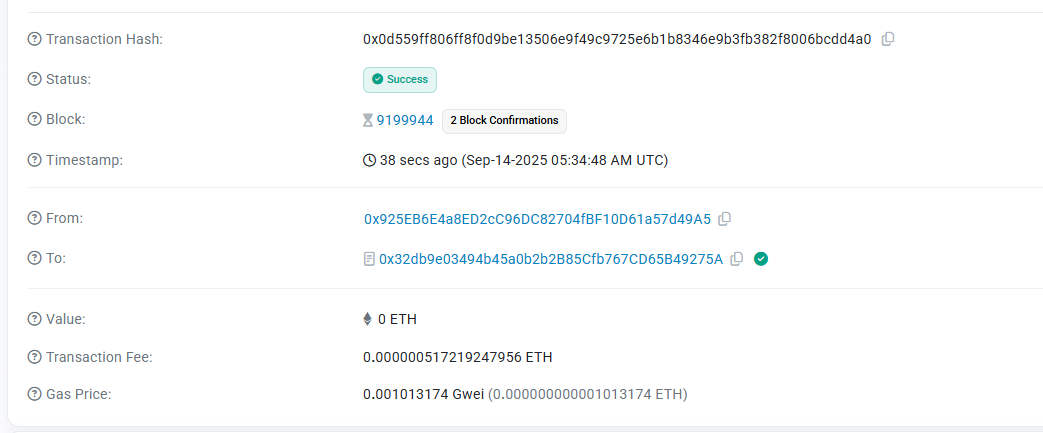 Transaction Hash: 0x0d559ff806ff8f0d9be13506e9f49c9725e6b1b8346e9b3fb382f8006bcdd4a0
Status: Success
Block: 9199944 2 Block Confirmations
Timestamp: 38 secs ago (Sep-14-2025 05:34:48 AM UTC)
From: 0x925EB6E4a8ED2cC96DC82704fBF10D61a57d49A5
To: 0x32db9e03494b45a0b2b2B85Cfb767CD65B49275A
Value: 0 ETH
Transaction Fee: 0.000000517219247956 ETH
Gas Price: 0.001013174 Gwei (0.000000000001013174 ETH)